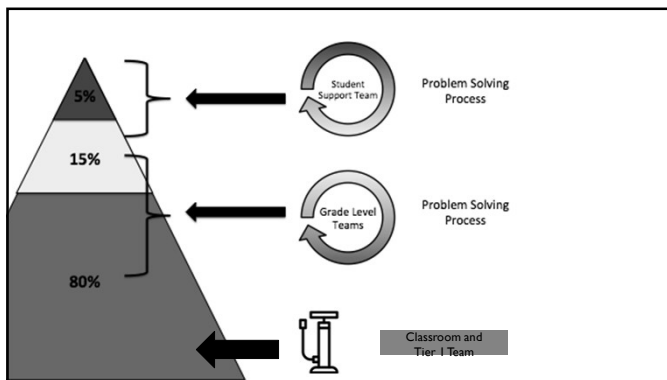 5%
Student
Support Team
Problem Solving
Process
15%
Grade Level
Teams
Problem Solving
Process
80%
Classroom and
Tier 1 Team